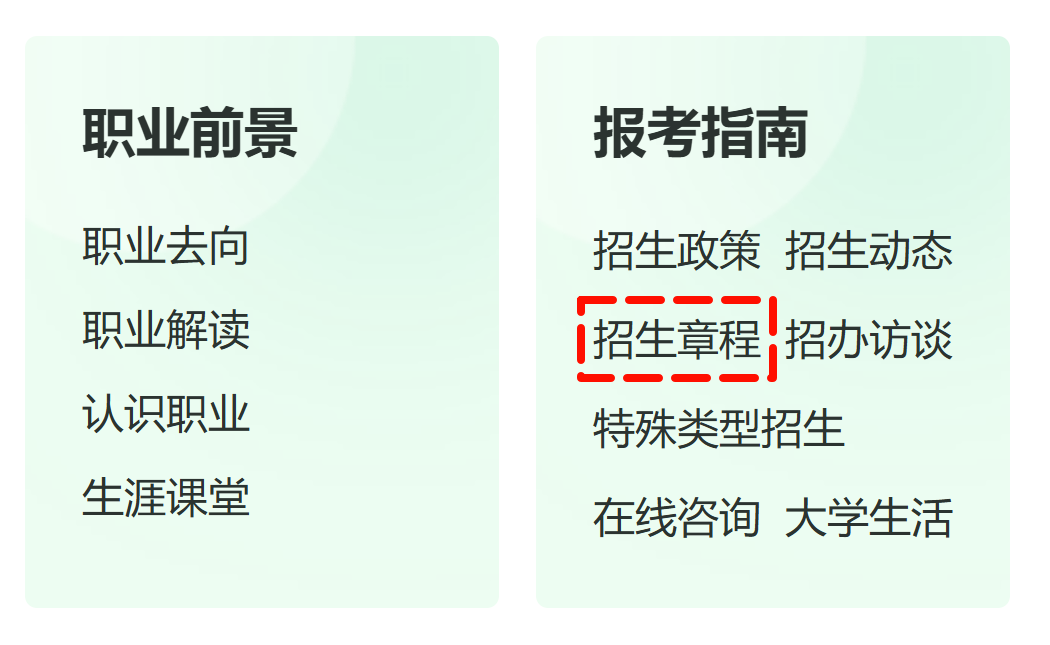 职业前景
职业去向
职业解读
认识职业
生涯课堂
报考指南
招生政策 招生动态
招生章程 招办访谈
特殊类型招生
在线咨询 大学生活